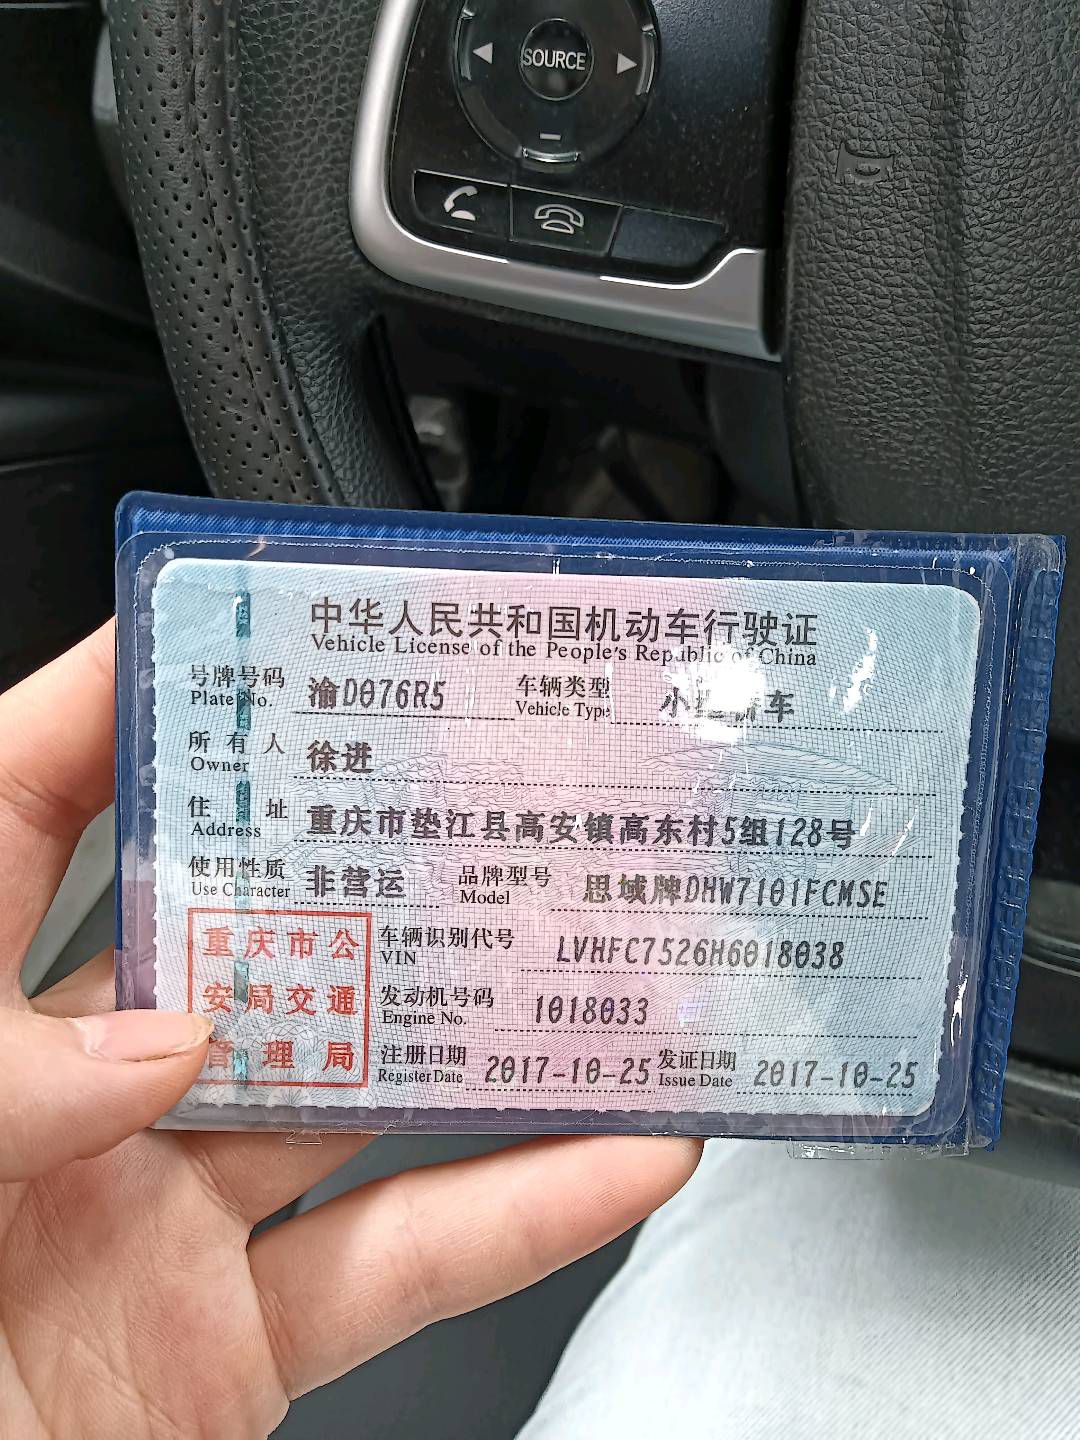 SOURCE
中华人民共和国机动车行驶证
Vehicle License of the People's Republic of China
号牌号码 渝D076R5 车辆类型 小型轿车
Plate No. Vehicle Type
所有人 徐进
Owner
住址 重庆市垫江县高安镇高东村5组128号
Address
使用性质 非营运 品牌型号 思域牌DHW7101FCMSE
Use Character Model
重庆市公
安局交通
管理局
车辆识别代号 LVHFC7526H6018038
VIN
发动机号码 1018033
Engine No.
注册日期 2017-10-25 发证日期 2017-10-25
Register Date Issue Date